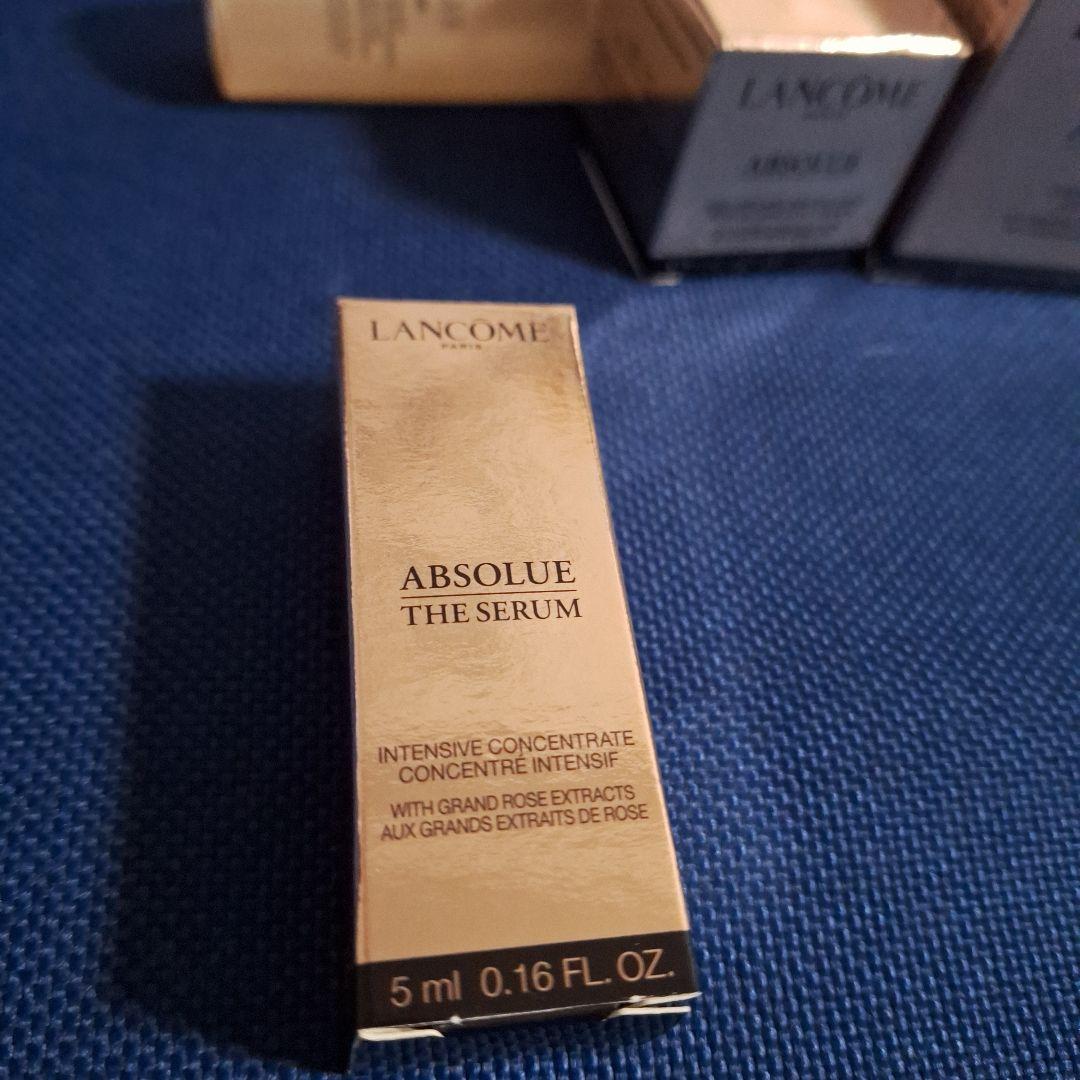 LANCÔME
PARIS
ABSOLUE
LANCÔME
PARIS
ABSOLUE
THE SERUM
INTENSIVE CONCENTRATE
CONCENTRÉ INTENSIF
WITH GRAND ROSE EXTRACTS
AUX GRANDS EXTRAITS DE ROSE
5 ml 0.16 FL. OZ.